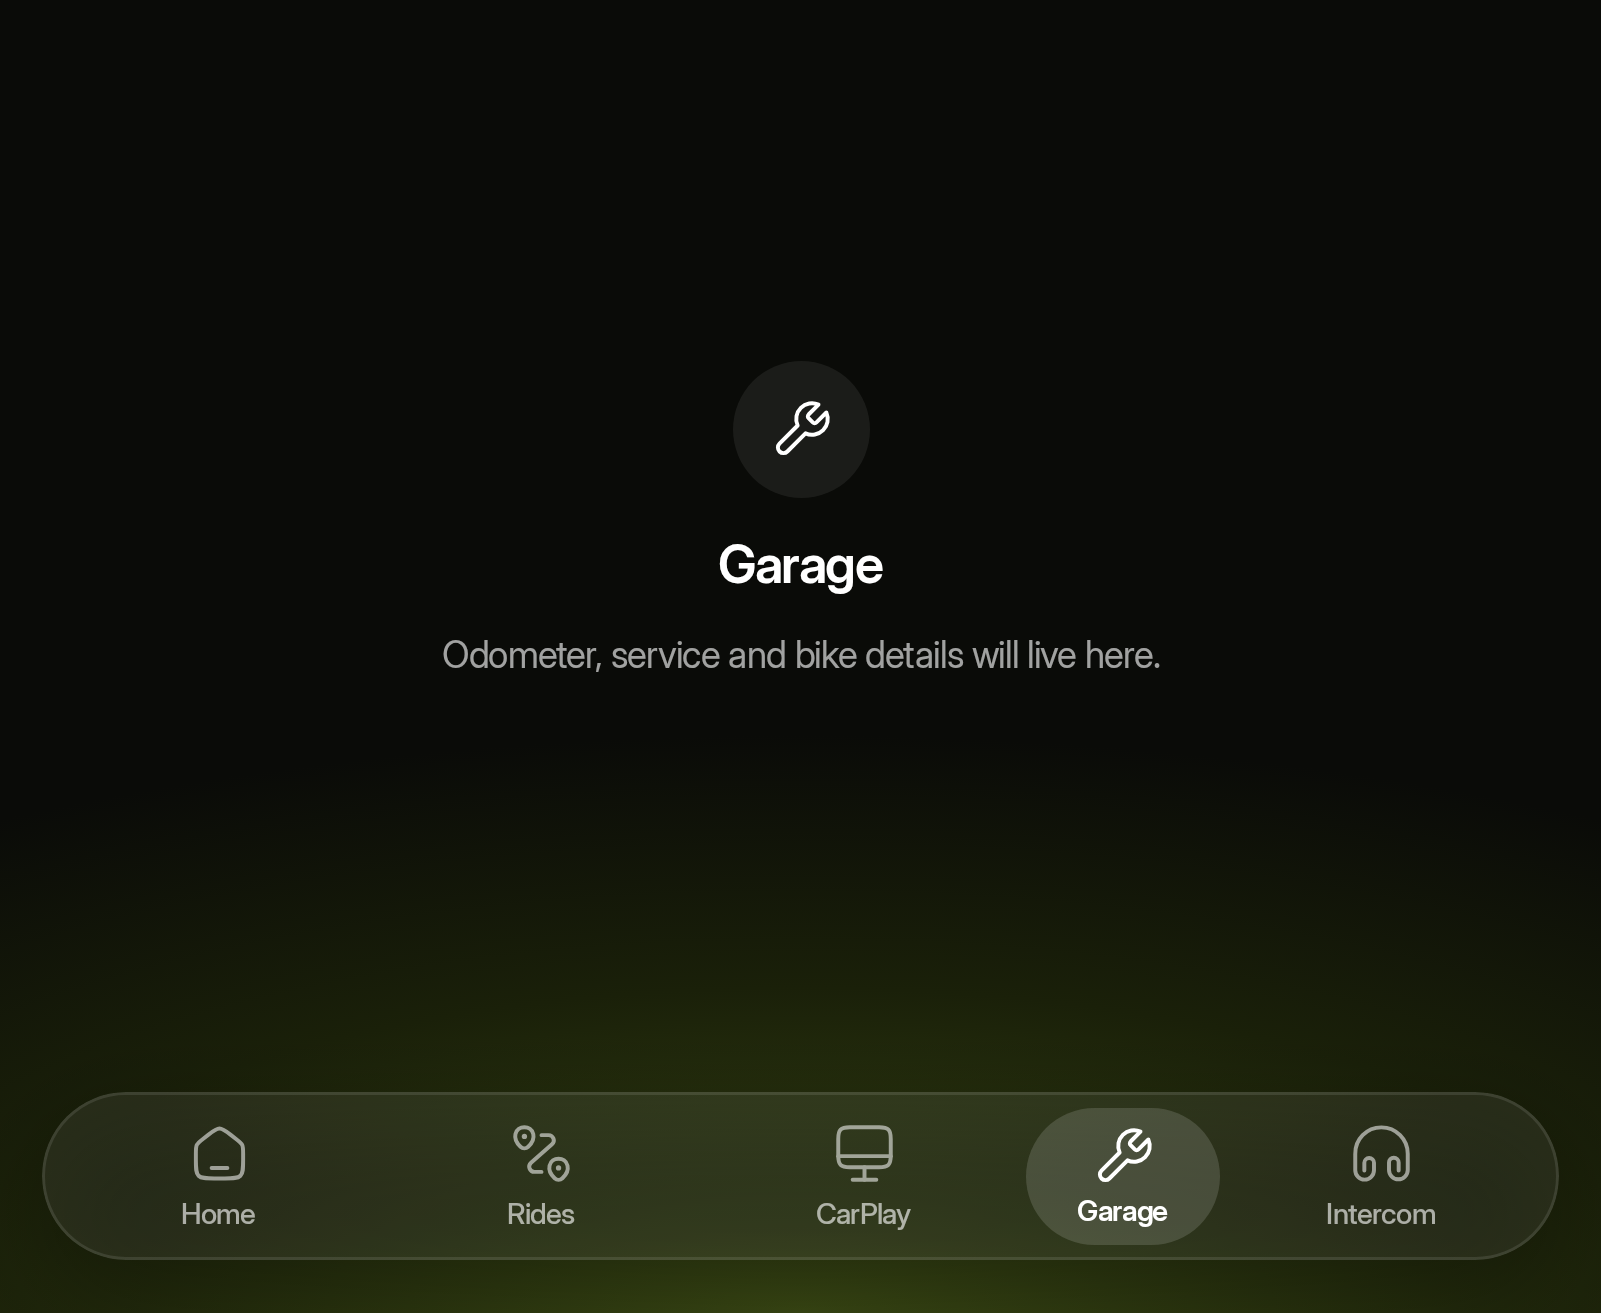 Garage
Odometer, service and bike details will live here.
Home
Rides
CarPlay
Garage
Intercom